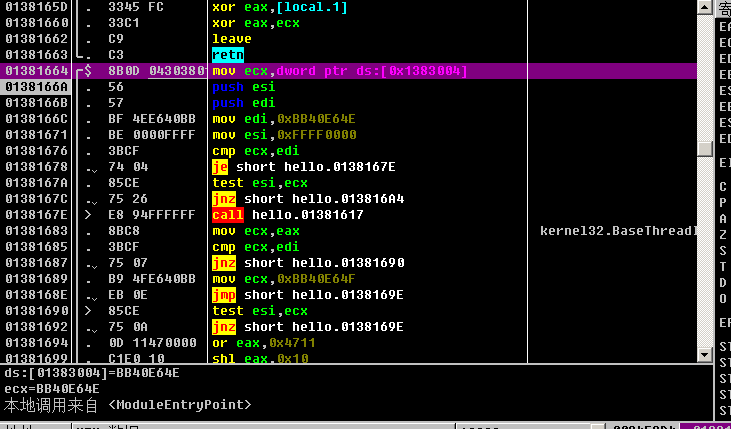 0138165D . 3345 FC xor eax,[local.1]
01381660 . 33C1 xor eax,ecx
01381662 . C9 leave
01381663 . C3 retn
01381664 $ 8B0D 0430380 mov ecx,dword ptr ds:[0x1383004]
0138166A . 56 push esi
0138166B . 57 push edi
0138166C . BF 4EE640BB mov edi,0xBB40E64E
01381671 . BE 0000FFFF mov esi,0xFFFF0000
01381676 . 3BCF cmp ecx,edi
01381678 . 74 04 je short hello.0138167E
0138167A . 85CE test esi,ecx
0138167C . 75 26 jnz short hello.013816A4
0138167E > E8 94FFFFFF call hello.01381617
01381683 . 8BC8 mov ecx,eax kernel32.BaseThreadI
01381685 . 3BCF cmp ecx,edi
01381687 . 75 07 jnz short hello.01381690
01381689 . B9 4FE640BB mov ecx,0xBB40E64F
0138168E . EB 0E jmp short hello.0138169E
01381690 > 85CE test esi,ecx
01381692 . 75 0A jnz short hello.0138169E
01381694 . 0D 11470000 or eax,0x4711
01381699 . C1E0 10 shl eax,0x10
ds:[01383004]=BB40E64E
ecx=BB40E64E
本地调用来自 <ModuleEntryPoint>